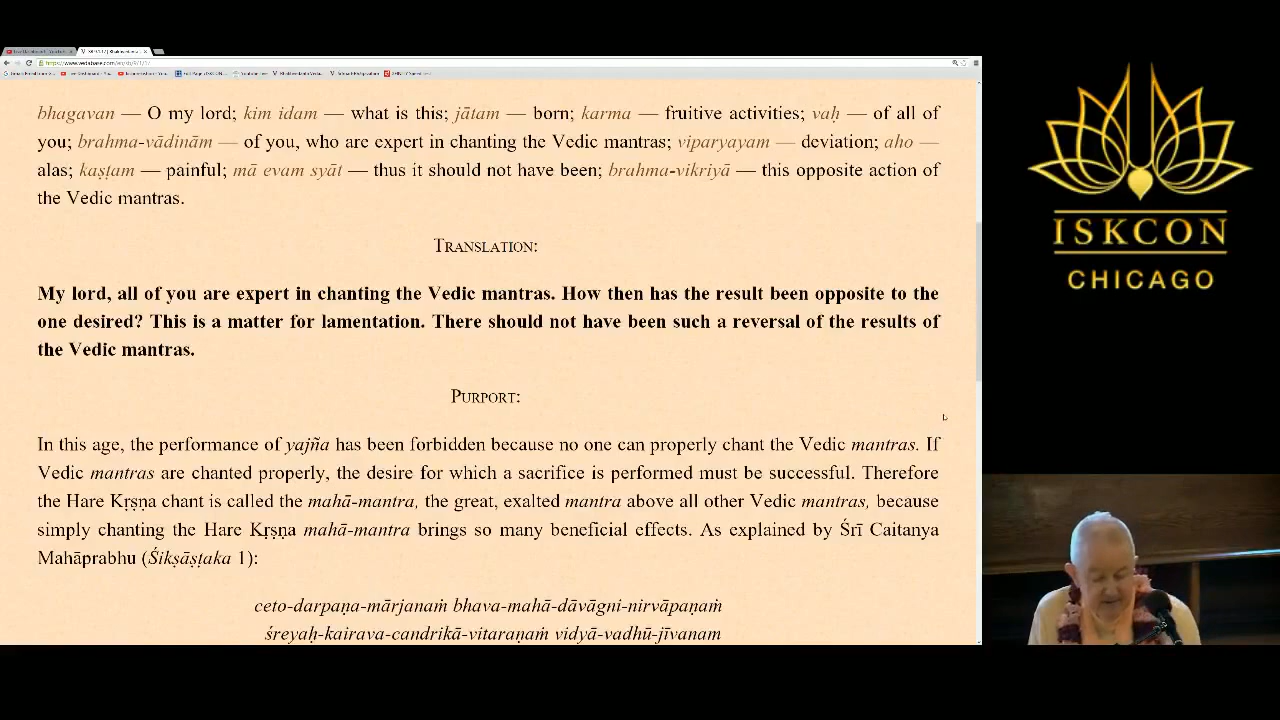 https://www.vedabase.com/en/sb/9/1/17
bhagavan — O my lord; kim idam — what is this; jātam — born; karma — fruitive activities; vaḥ — of all of
you; brahma-vādinām — of you, who are expert in chanting the Vedic mantras; viparyayam — deviation; aho —
alas; kaṣṭam — painful; mā evam syāt — thus it should not have been; brahma-vikriyā — this opposite action of
the Vedic mantras.
TRANSLATION:
My lord, all of you are expert in chanting the Vedic mantras. How then has the result been opposite to the
one desired? This is a matter for lamentation. There should not have been such a reversal of the results of
the Vedic mantras.
PURPORT:
In this age, the performance of yajña has been forbidden because no one can properly chant the Vedic mantras. If
Vedic mantras are chanted properly, the desire for which a sacrifice is performed must be successful. Therefore
the Hare Kṛṣṇa chant is called the mahā-mantra, the great, exalted mantra above all other Vedic mantras, because
simply chanting the Hare Kṛṣṇa mahā-mantra brings so many beneficial effects. As explained by Śrī Caitanya
Mahāprabhu (Śikṣāṣṭaka 1):
ceto-darpaṇa-mārjanaṁ bhava-mahā-dāvāgni-nirvāpaṇaṁ
śreyaḥ-kairava-candrikā-vitaraṇaṁ vidyā-vadhū-jīvanam
ISKCON
CHICAGO